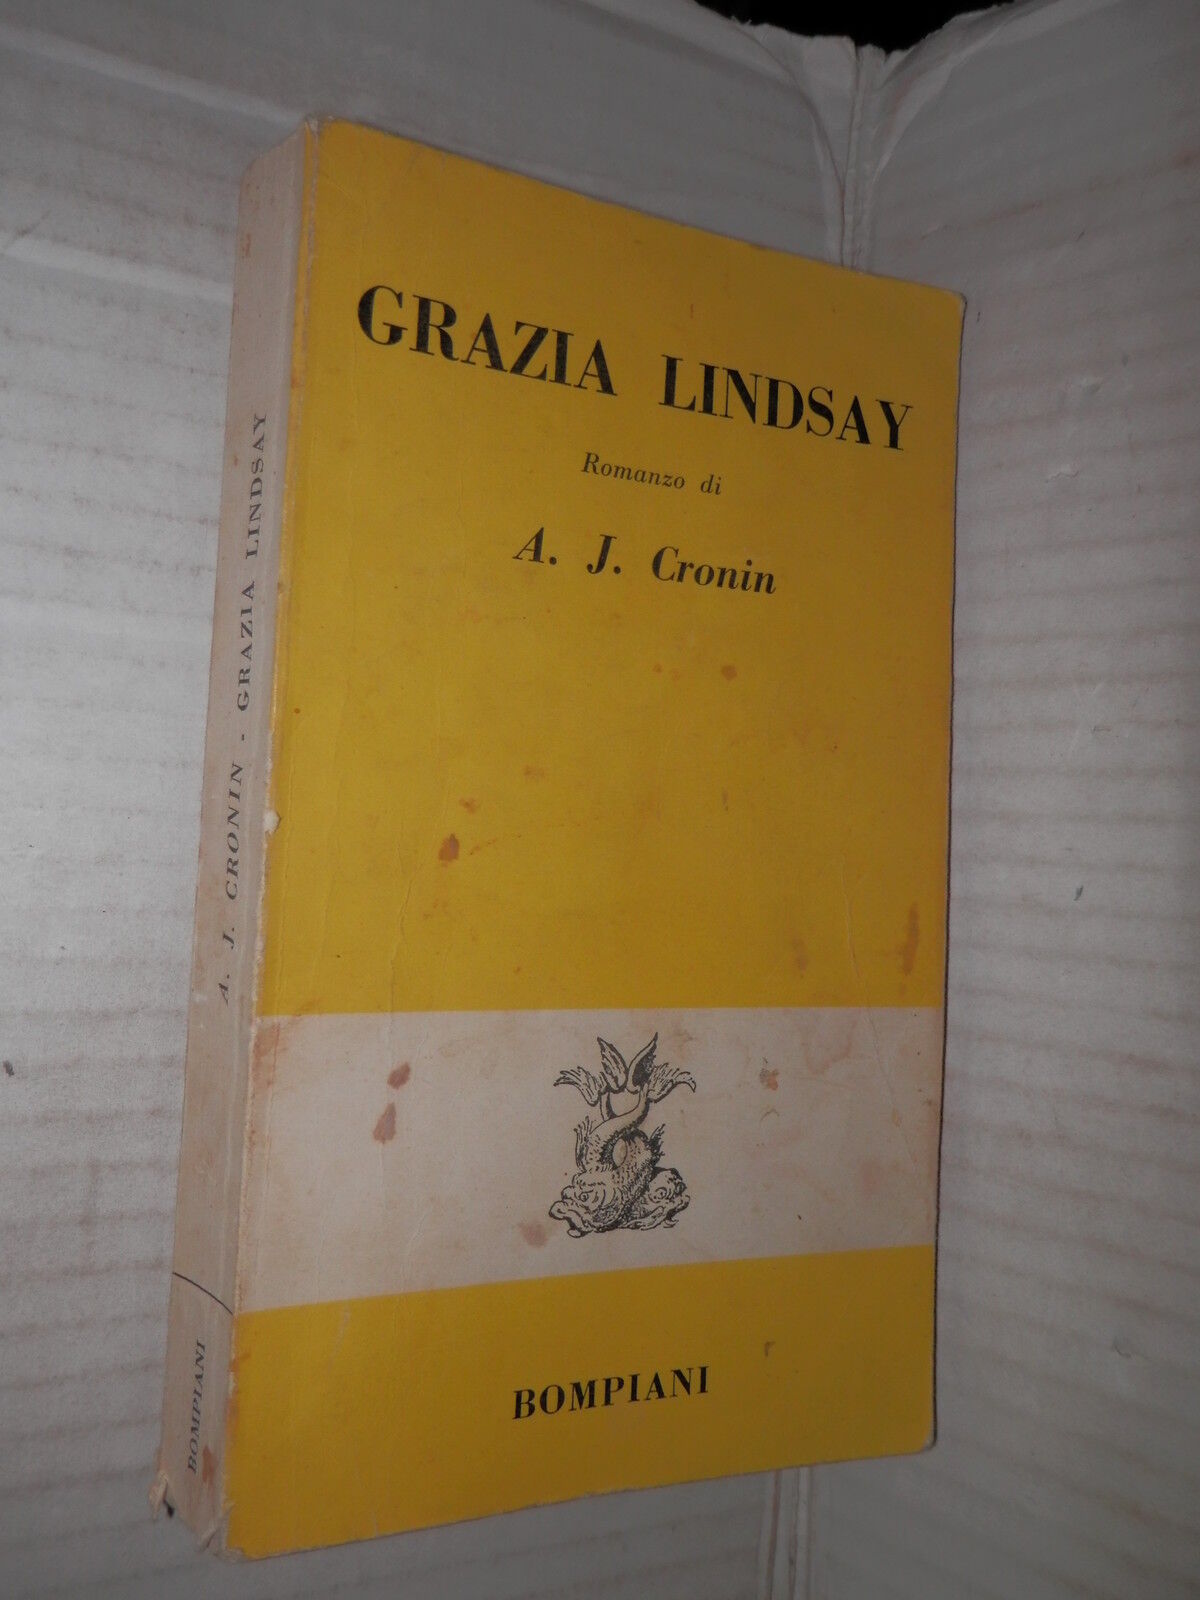 GRAZIA LINDSAY
Romanzo di
A. J. Cronin
BOMPIANI
A. J. CRONIN - GRAZIA LINDSAY
BOMPIANI